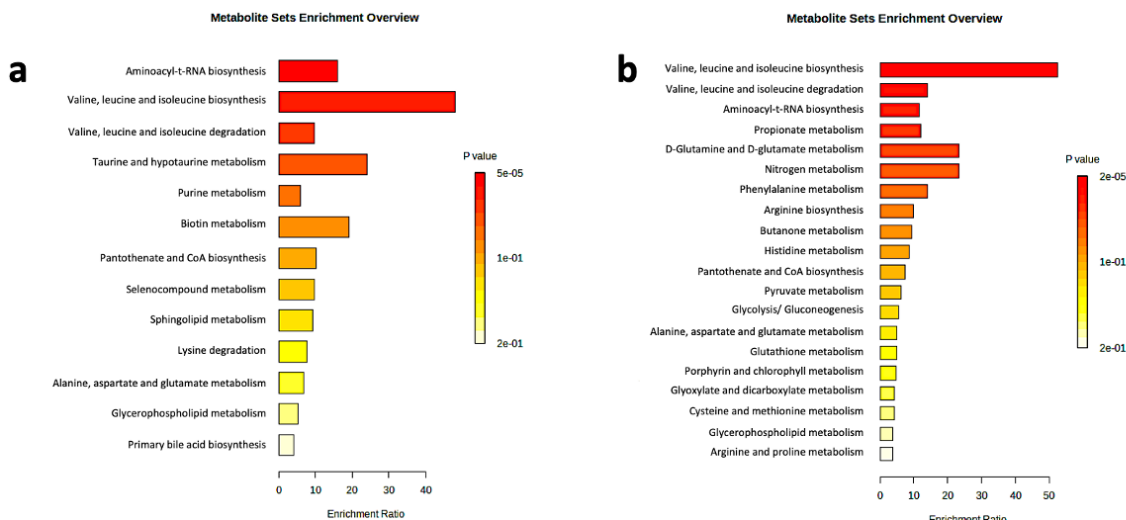 Metabolite Sets Enrichment Overview
a
Aminoacyl-t-RNA biosynthesis
Valine, leucine and isoleucine biosynthesis
Valine, leucine and isoleucine degradation
Taurine and hypotaurine metabolism
Purine metabolism
Biotin metabolism
Pantothenate and CoA biosynthesis
Selenocompound metabolism
Sphingolipid metabolism
Lysine degradation
Alanine, aspartate and glutamate metabolism
Glycerophospholipid metabolism
Primary bile acid biosynthesis
0 10 20 30 40
Enrichment Ratio
P value
5e-05
1e-01
2e-01
Metabolite Sets Enrichment Overview
b
Valine, leucine and isoleucine biosynthesis
Valine, leucine and isoleucine degradation
Aminoacyl-t-RNA biosynthesis
Propionate metabolism
D-Glutamine and D-glutamate metabolism
Nitrogen metabolism
Phenylalanine metabolism
Arginine biosynthesis
Butanone metabolism
Histidine metabolism
Pantothenate and CoA biosynthesis
Pyruvate metabolism
Glycolysis/ Gluconeogenesis
Alanine, aspartate and glutamate metabolism
Glutathione metabolism
Porphyrin and chlorophyll metabolism
Glyoxylate and dicarboxylate metabolism
Cysteine and methionine metabolism
Glycerophospholipid metabolism
Arginine and proline metabolism
0 10 20 30 40 50
Enrichment Ratio
P value
2e-05
1e-01
2e-01